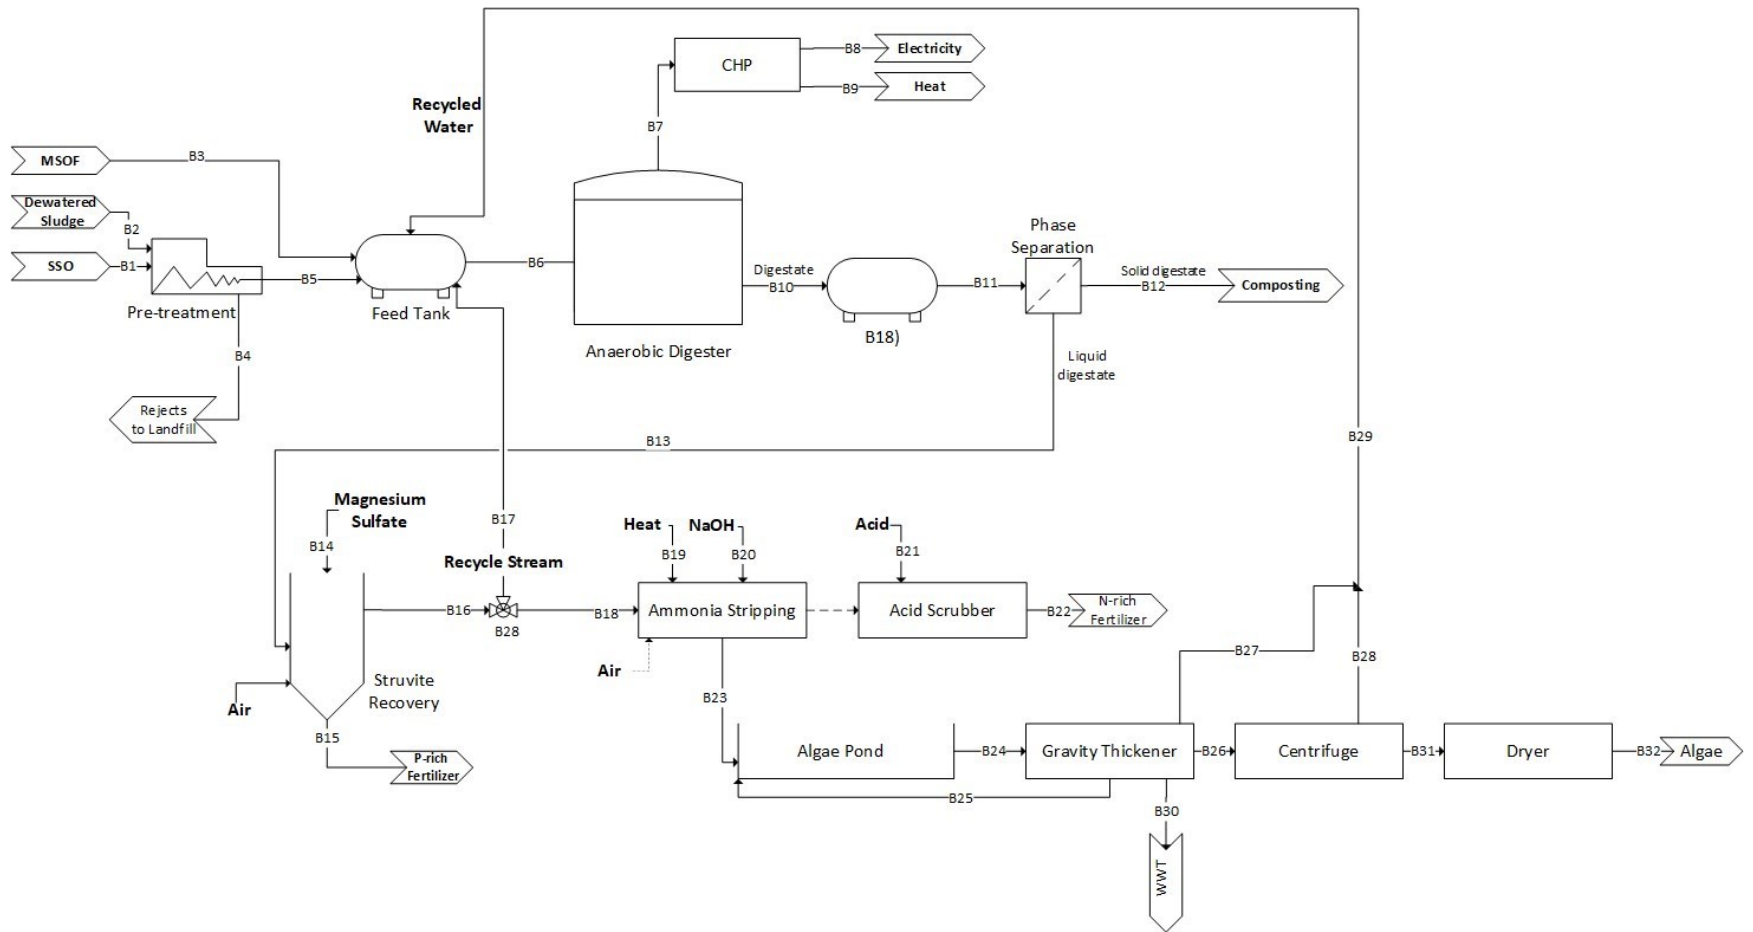 CHP
B8
Electricity
B9
Heat
Recycled
Water
B7
MSOF
B3
Dewatered
Sludge
B2
SSO
B1
B5
Pre-treatment
B4
Rejects
to Landfill
Feed Tank
B6
Anaerobic Digester
Digestate
B10
B18)
B11
Phase
Separation
Solid digestate
B12
Composting
Liquid
digestate
B13
B29
Magnesium
Sulfate
B14
B17
Recycle Stream
B16
B28
B18
Heat
B19
NaOH
B20
Acid
B21
Ammonia Stripping
Acid Scrubber
B22
N-rich
Fertilizer
Air
Struvite
Recovery
Air
B15
P-rich
Fertilizer
B23
B27
B28
Algae Pond
B24
Gravity Thickener
B26
Centrifuge
B31
Dryer
B32
Algae
B25
B30
WWT